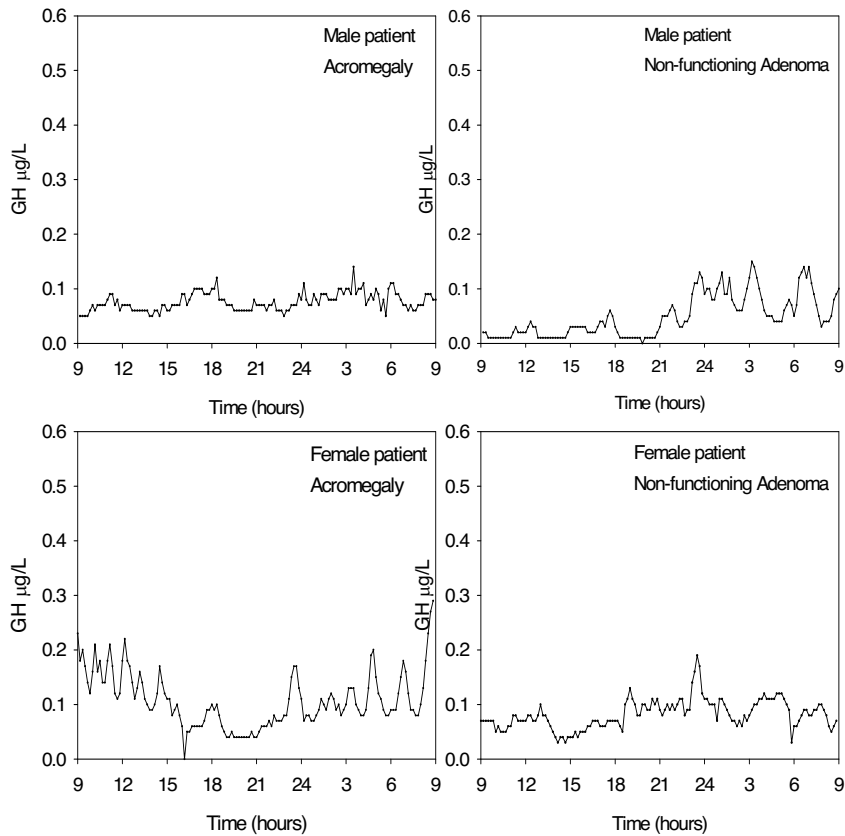 Male patient
Acromegaly
GH μg/L
0.6
0.5
0.4
0.3
0.2
0.1
0.0
9 12 15 18 21 24 3 6 9
Time (hours)
Male patient
Non-functioning Adenoma
GH μg/L
0.6
0.5
0.4
0.3
0.2
0.1
0.0
9 12 15 18 21 24 3 6 9
Time (hours)
Female patient
Acromegaly
GH μg/L
0.6
0.5
0.4
0.3
0.2
0.1
0.0
9 12 15 18 21 24 3 6 9
Time (hours)
Female patient
Non-functioning Adenoma
GH μg/L
0.6
0.5
0.4
0.3
0.2
0.1
0.0
9 12 15 18 21 24 3 6 9
Time (hours)